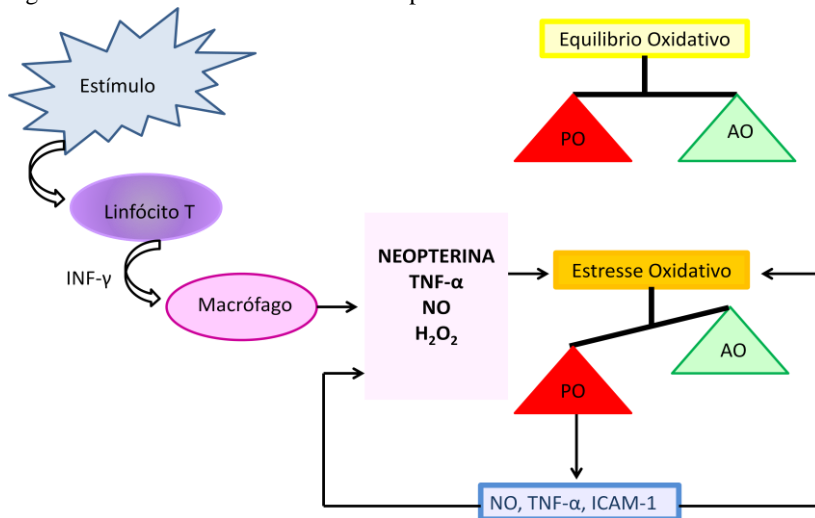 Equilibrio Oxidativo
Estímulo
PO
AO
Linfócito T
INF-γ
Macrófago
NEOPTERINA
TNF-α
NO
H₂O₂
Estresse Oxidativo
AO
PO
NO, TNF-α, ICAM-1